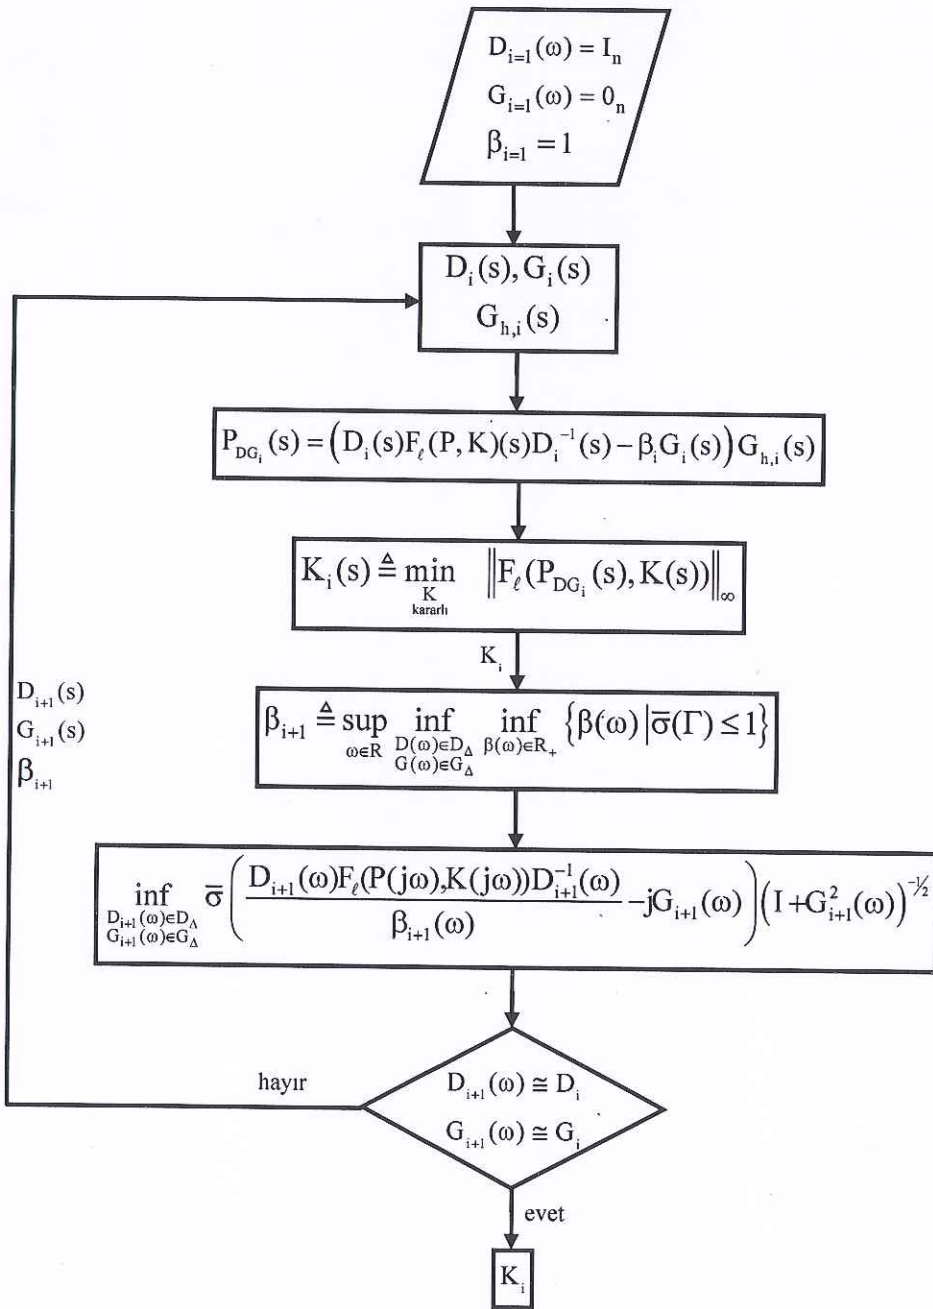 D_{i=1}(ω) = I_n
G_{i=1}(ω) = 0_n
β_{i=1} = 1
D_i(s), G_i(s)
G_{h,i}(s)
P_{DG_i}(s) = (D_i(s)F_ℓ(P, K)(s)D_i^{-1}(s) − β_iG_i(s))G_{h,i}(s)
K_i(s) ≜ min_{K kararlı} ‖F_ℓ(P_{DG_i}(s), K(s))‖_∞
K_i
β_{i+1} ≜ sup_{ω∈R} inf_{D(ω)∈D_Δ G(ω)∈G_Δ} inf_{β(ω)∈R_+} {β(ω) | σ̄(Γ) ≤ 1}
D_{i+1}(s)
G_{i+1}(s)
β_{i+1}
inf_{D_{i+1}(ω)∈D_Δ G_{i+1}(ω)∈G_Δ} σ̄ ( \frac{D_{i+1}(ω)F_ℓ(P(jω),K(jω))D_{i+1}^{-1}(ω)}{β_{i+1}(ω)} − jG_{i+1}(ω) ) (I + G_{i+1}^2(ω))^{-½}
hayır
D_{i+1}(ω) ≅ D_i
G_{i+1}(ω) ≅ G_i
evet
K_i